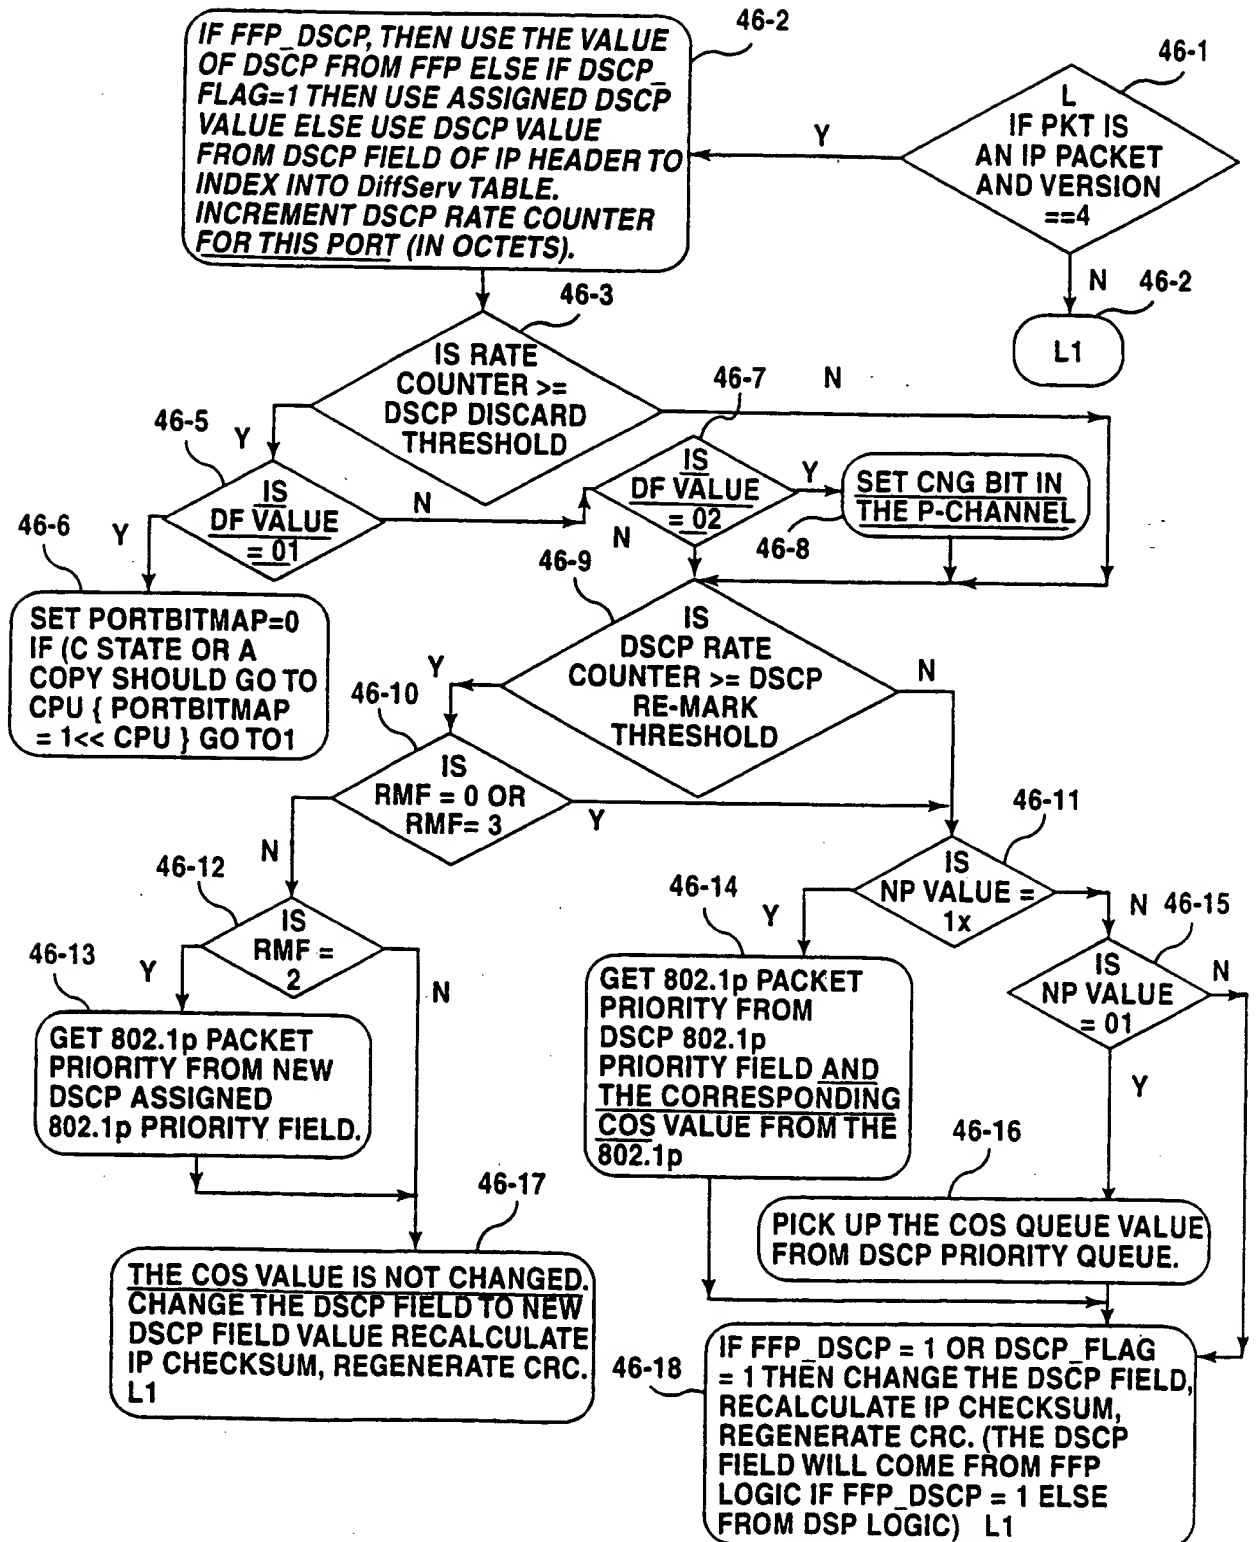 46-2
IF FFP_DSCP, THEN USE THE VALUE
OF DSCP FROM FFP ELSE IF DSCP_
FLAG=1 THEN USE ASSIGNED DSCP
VALUE ELSE USE DSCP VALUE
FROM DSCP FIELD OF IP HEADER TO
INDEX INTO DiffServ TABLE.
INCREMENT DSCP RATE COUNTER
FOR THIS PORT (IN OCTETS).
46-1
L
IF PKT IS
AN IP PACKET
AND VERSION
==4
Y
N
46-2
L1
46-3
IS RATE
COUNTER >=
DSCP DISCARD
THRESHOLD
Y
N
46-5
IS
DF VALUE
= 01
Y
N
46-7
IS
DF VALUE
= 02
Y
N
46-8
SET CNG BIT IN
THE P-CHANNEL
46-6
SET PORTBITMAP=0
IF (C STATE OR A
COPY SHOULD GO TO
CPU { PORTBITMAP
= 1<< CPU } GO TO1
46-9
IS
DSCP RATE
COUNTER >= DSCP
RE-MARK
THRESHOLD
Y
N
46-10
IS
RMF = 0 OR
RMF= 3
N
Y
46-11
IS
NP VALUE =
1x
Y
N
46-12
IS
RMF =
2
Y
N
46-13
GET 802.1p PACKET
PRIORITY FROM NEW
DSCP ASSIGNED
802.1p PRIORITY FIELD.
46-14
GET 802.1p PACKET
PRIORITY FROM
DSCP 802.1p
PRIORITY FIELD AND
THE CORRESPONDING
COS VALUE FROM THE
802.1p
46-15
IS
NP VALUE
= 01
N
Y
46-16
PICK UP THE COS QUEUE VALUE
FROM DSCP PRIORITY QUEUE.
46-17
THE COS VALUE IS NOT CHANGED.
CHANGE THE DSCP FIELD TO NEW
DSCP FIELD VALUE RECALCULATE
IP CHECKSUM, REGENERATE CRC.
L1
46-18
IF FFP_DSCP = 1 OR DSCP_FLAG
= 1 THEN CHANGE THE DSCP FIELD,
RECALCULATE IP CHECKSUM,
REGENERATE CRC. (THE DSCP
FIELD WILL COME FROM FFP
LOGIC IF FFP_DSCP = 1 ELSE
FROM DSP LOGIC) L1